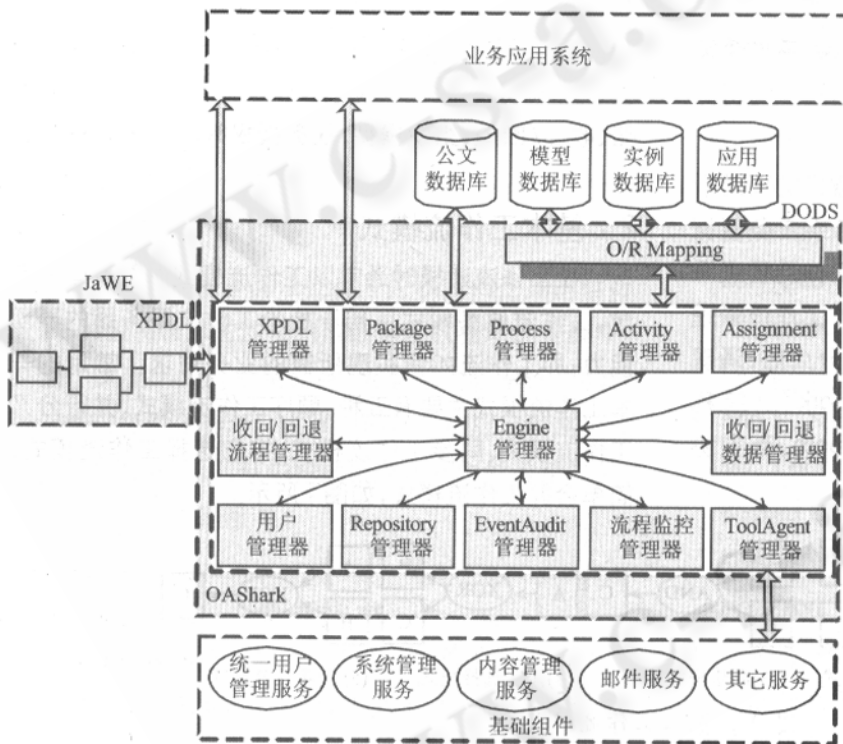 业务应用系统
公文
数据库
模型
数据库
实例
数据库
应用
数据库
DODS
O/R Mapping
JaWE
XPDL
XPDL
管理器
Package
管理器
Process
管理器
Activity
管理器
Assignment
管理器
收回/回退
流程管理器
Engine
管理器
收回/回退
数据管理器
用户
管理器
Repository
管理器
EventAudit
管理器
流程监控
管理器
ToolAgent
管理器
OAShark
统一用户
管理服务
系统管理
服务
内容管理
服务
邮件服务
其它服务
基础组件